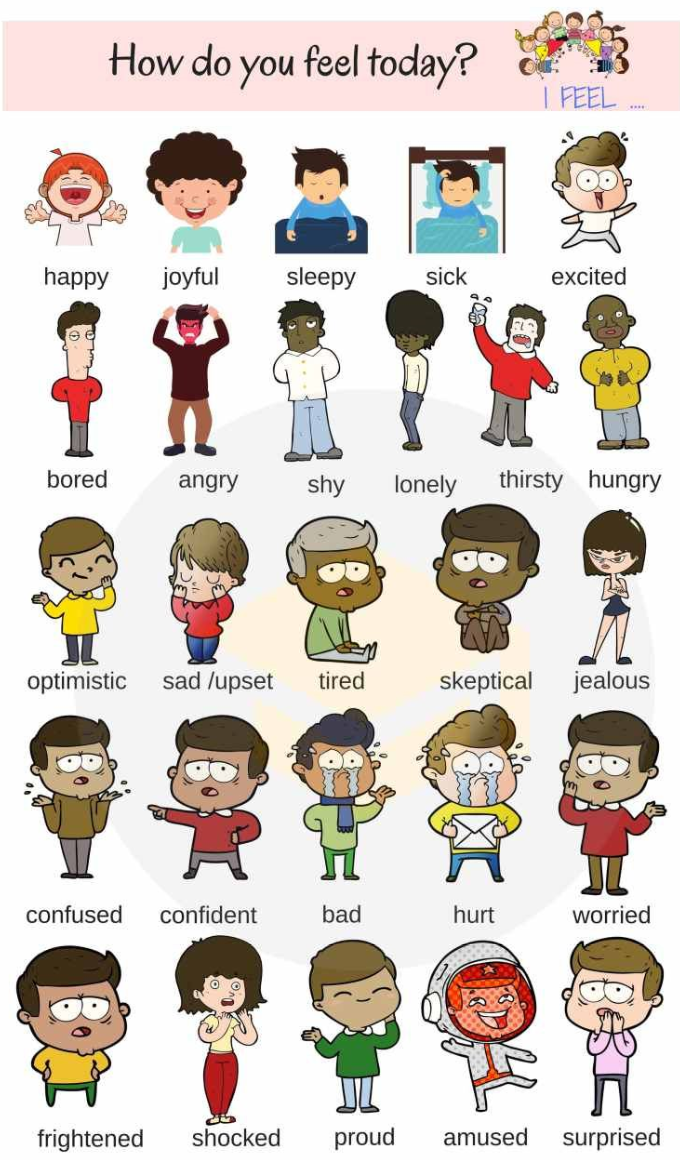 How do you feel today?
I FEEL ....
happy joyful sleepy sick excited
bored angry shy lonely thirsty hungry
optimistic sad /upset tired skeptical jealous
confused confident bad hurt worried
frightened shocked proud amused surprised